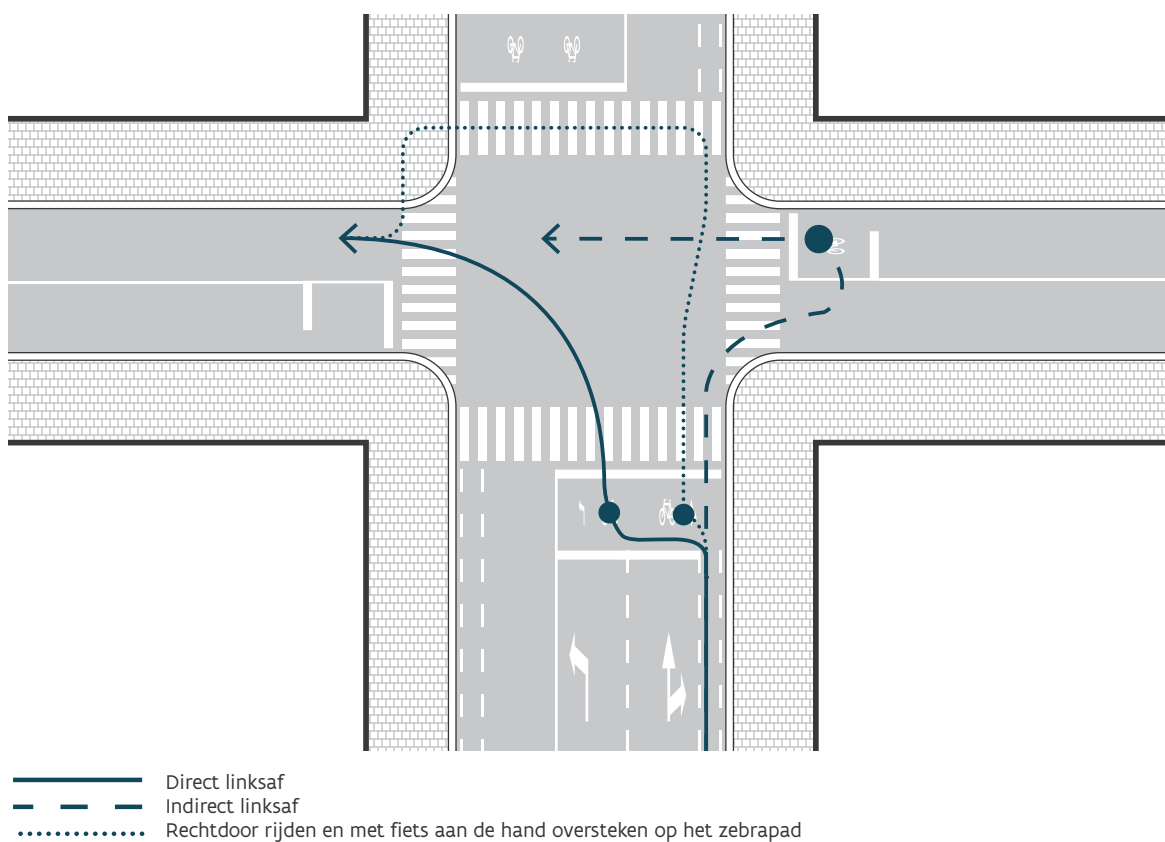 Direct linksaf
Indirect linksaf
Rechtdoor rijden en met fiets aan de hand oversteken op het zebrapad